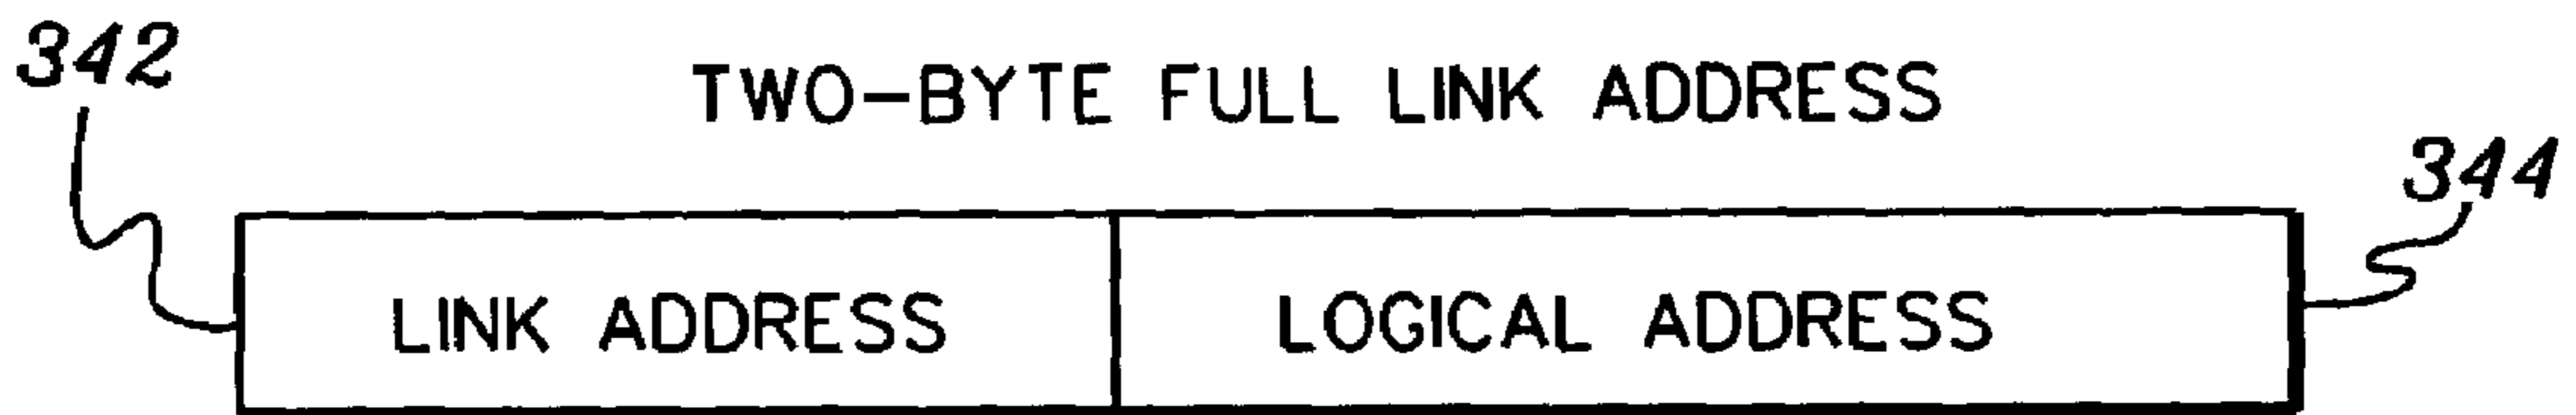 342
TWO-BYTE FULL LINK ADDRESS
344
LINK ADDRESS
LOGICAL ADDRESS